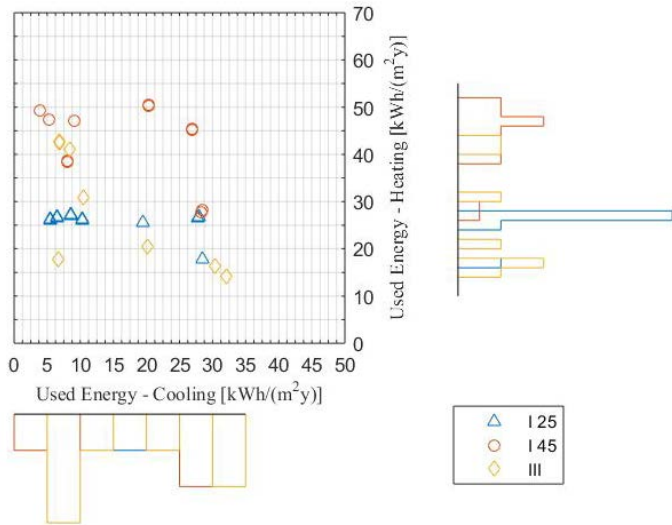 70
60
50
40
30
20
10
0
Used Energy - Heating [kWh/(m²y)]
0 5 10 15 20 25 30 35 40 45 50
Used Energy - Cooling [kWh/(m²y)]
I 25
I 45
III